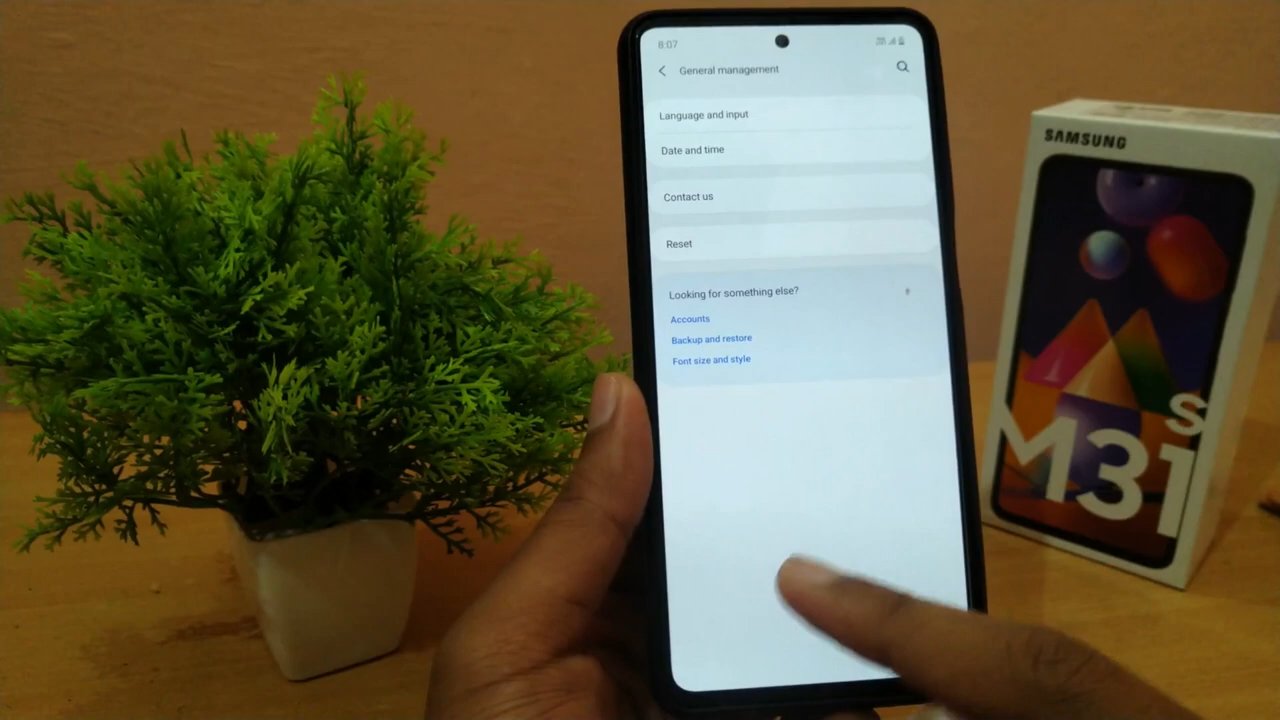 8:07
General management
Language and input
Date and time
Contact us
Reset
Looking for something else?
Accounts
Backup and restore
Font size and style
SAMSUNG
M31s